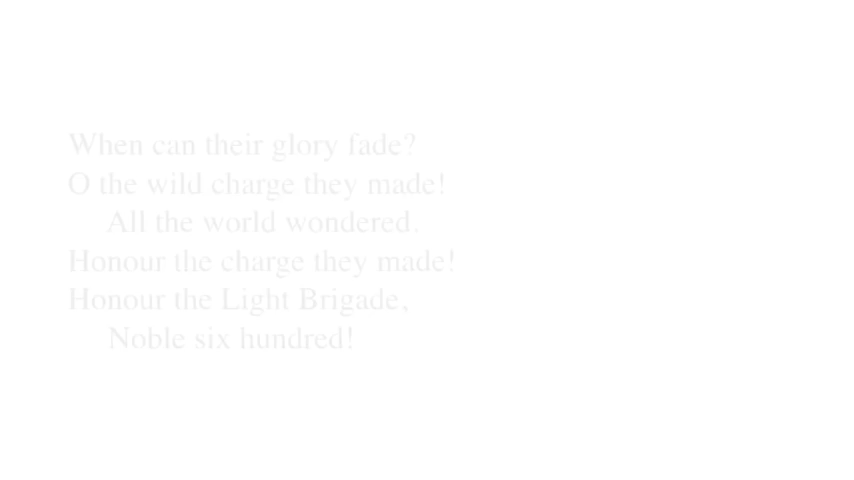 When can their glory fade?
O the wild charge they made!
All the world wondered.
Honour the charge they made!
Honour the Light Brigade,
Noble six hundred!